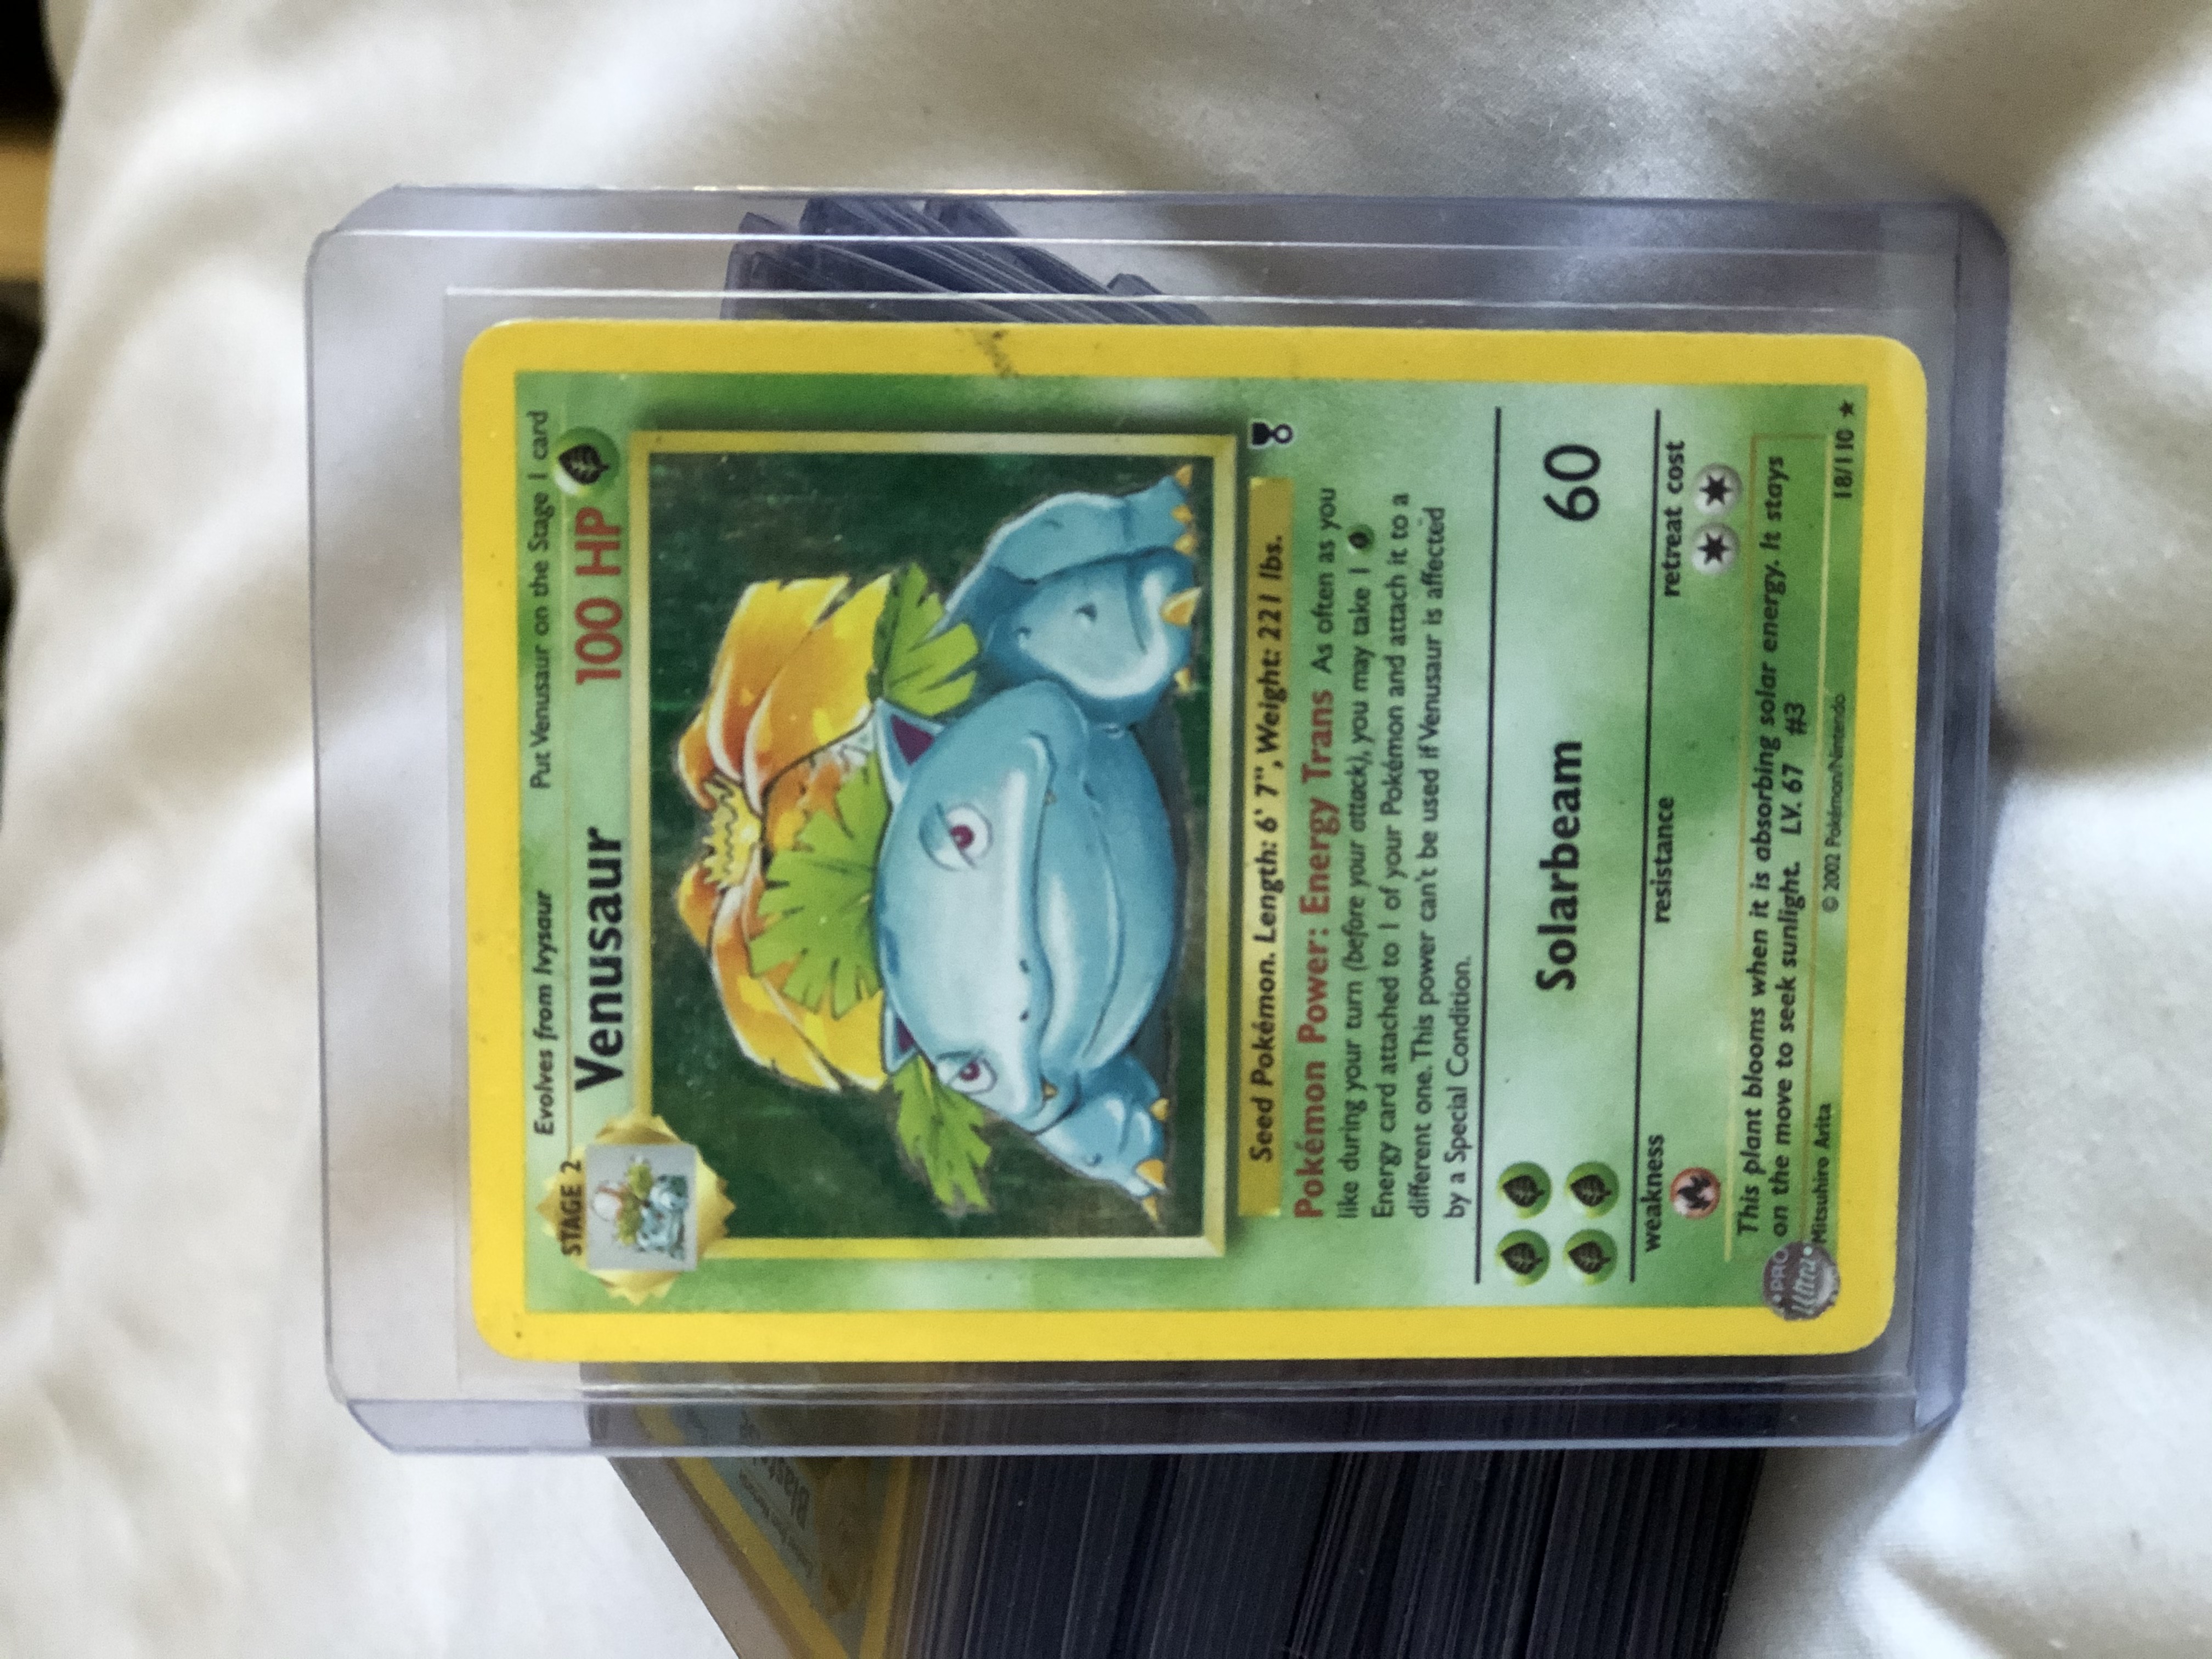 Evolves from Ivysaur Put Venusaur on the Stage 1 card
STAGE 2
Venusaur 100 HP
Seed Pokémon. Length: 6' 7", Weight: 221 lbs.
Pokémon Power: Energy Trans As often as you
like during your turn (before your attack), you may take 1
Energy card attached to 1 of your Pokémon and attach it to a
different one. This power can't be used if Venusaur is affected
by a Special Condition.
Solarbeam 60
weakness resistance retreat cost
This plant blooms when it is absorbing solar energy. It stays
on the move to seek sunlight. LV. 67 #3
PRO
Ultra
Mitsuhiro Arita © 2002 Pokémon/Nintendo 18/110